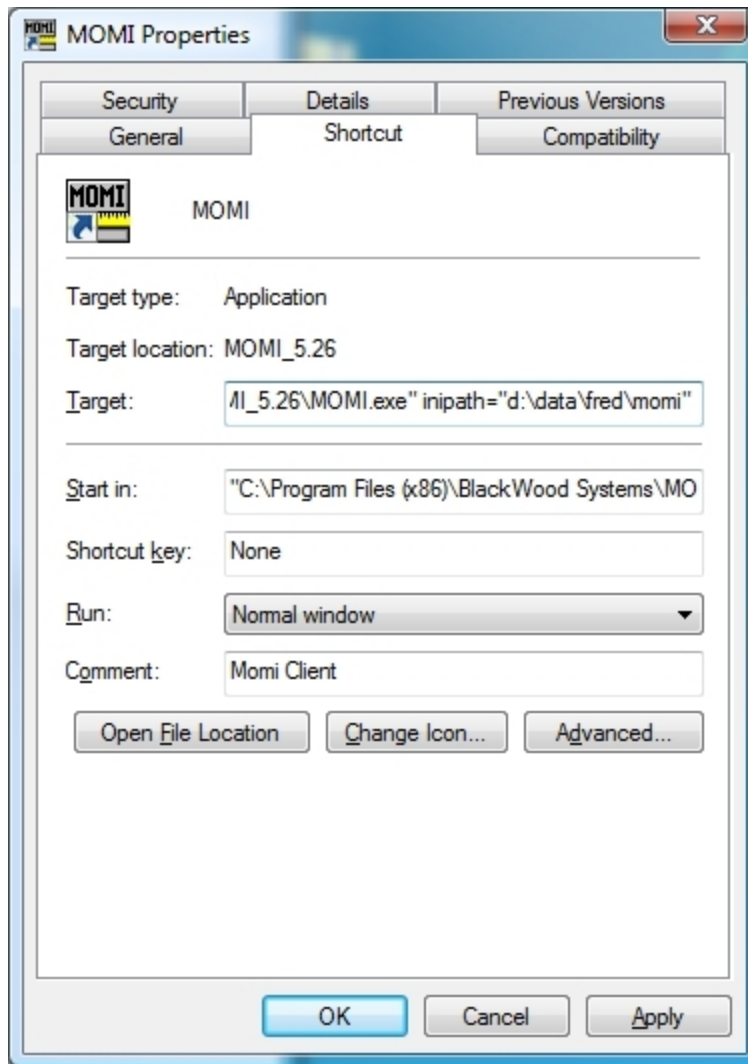 MOMI
MOMI Properties
Security Details Previous Versions
General Shortcut Compatibility
MOMI
MOMI
Target type: Application
Target location: MOMI_5.26
Target: MI_5.26\MOMI.exe" inipath="d:\data\fred\momi"
Start in: "C:\Program Files (x86)\BlackWood Systems\MO
Shortcut key: None
Run: Normal window
Comment: Momi Client
Open File Location Change Icon... Advanced...
OK Cancel Apply